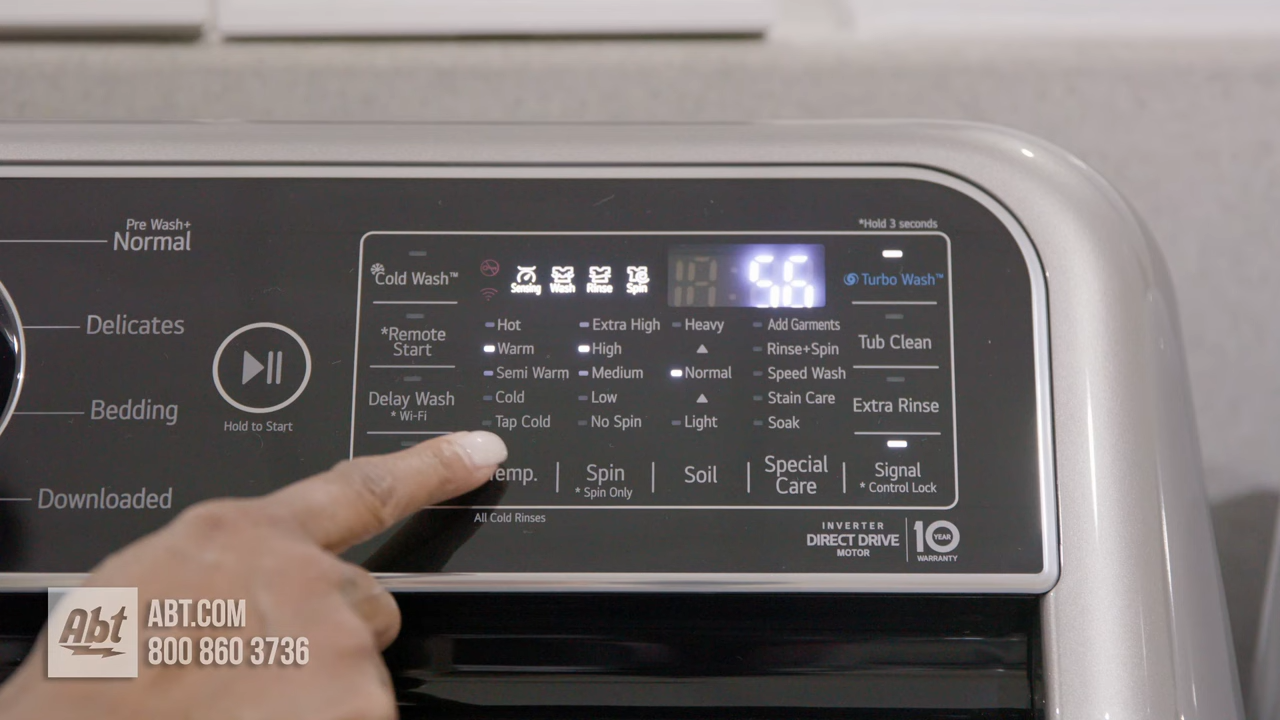 Pre Wash+
Normal
Delicates
Bedding
Downloaded
Hold to Start
*Hold 3 seconds
Cold Wash™
*Remote
Start
Delay Wash
* Wi-Fi
Sensing Wash Rinse Spin
56
Turbo Wash™
Tub Clean
Extra Rinse
Signal
* Control Lock
Hot
Warm
Semi Warm
Cold
Tap Cold
Extra High
High
Medium
Low
No Spin
Heavy
Normal
Light
Add Garments
Rinse+Spin
Speed Wash
Stain Care
Soak
Spin
* Spin Only
Soil
Special
Care
All Cold Rinses
INVERTER
DIRECT DRIVE
MOTOR
10
YEAR
WARRANTY
Abt
ABT.COM
800 860 3736